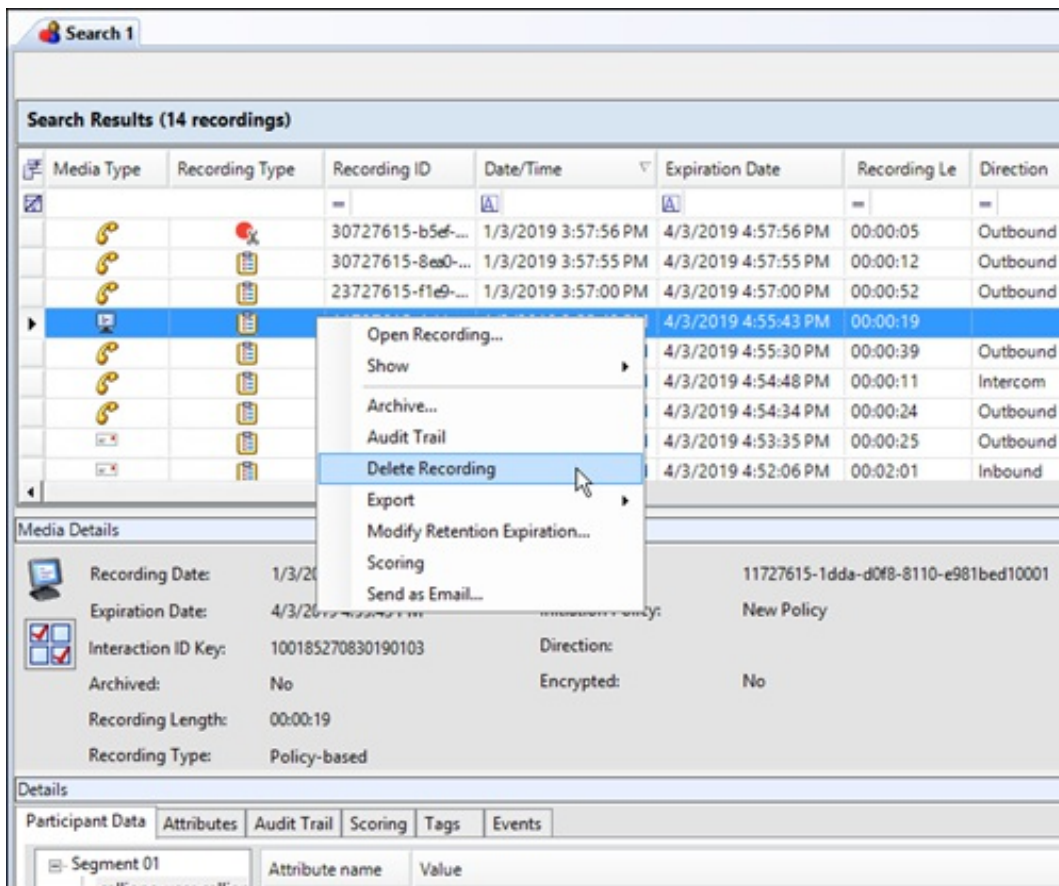 Search 1
Search Results (14 recordings)
Media Type Recording Type Recording ID Date/Time Expiration Date Recording Le Direction
= A A = =
30727615-b5ef-... 1/3/2019 3:57:56 PM 4/3/2019 4:57:56 PM 00:00:05 Outbound
30727615-8ea0-... 1/3/2019 3:57:55 PM 4/3/2019 4:57:55 PM 00:00:12 Outbound
23727615-f1e9-... 1/3/2019 3:57:00 PM 4/3/2019 4:57:00 PM 00:00:52 Outbound
4/3/2019 4:55:43 PM 00:00:19
Open Recording...
4/3/2019 4:55:30 PM 00:00:39 Outbound
Show
4/3/2019 4:54:48 PM 00:00:11 Intercom
Archive...
4/3/2019 4:54:34 PM 00:00:24 Outbound
Audit Trail
4/3/2019 4:53:35 PM 00:00:25 Outbound
Delete Recording
4/3/2019 4:52:06 PM 00:02:01 Inbound
Export
Modify Retention Expiration...
Scoring
Send as Email...
Media Details
Recording Date: 1/3/20 11727615-1dda-d0f8-8110-e981bed10001
Expiration Date: New Policy
Interaction ID Key: 100185270830190103 Direction:
Archived: No Encrypted: No
Recording Length: 00:00:19
Recording Type: Policy-based
Details
Participant Data Attributes Audit Trail Scoring Tags Events
Segment 01 Attribute name Value